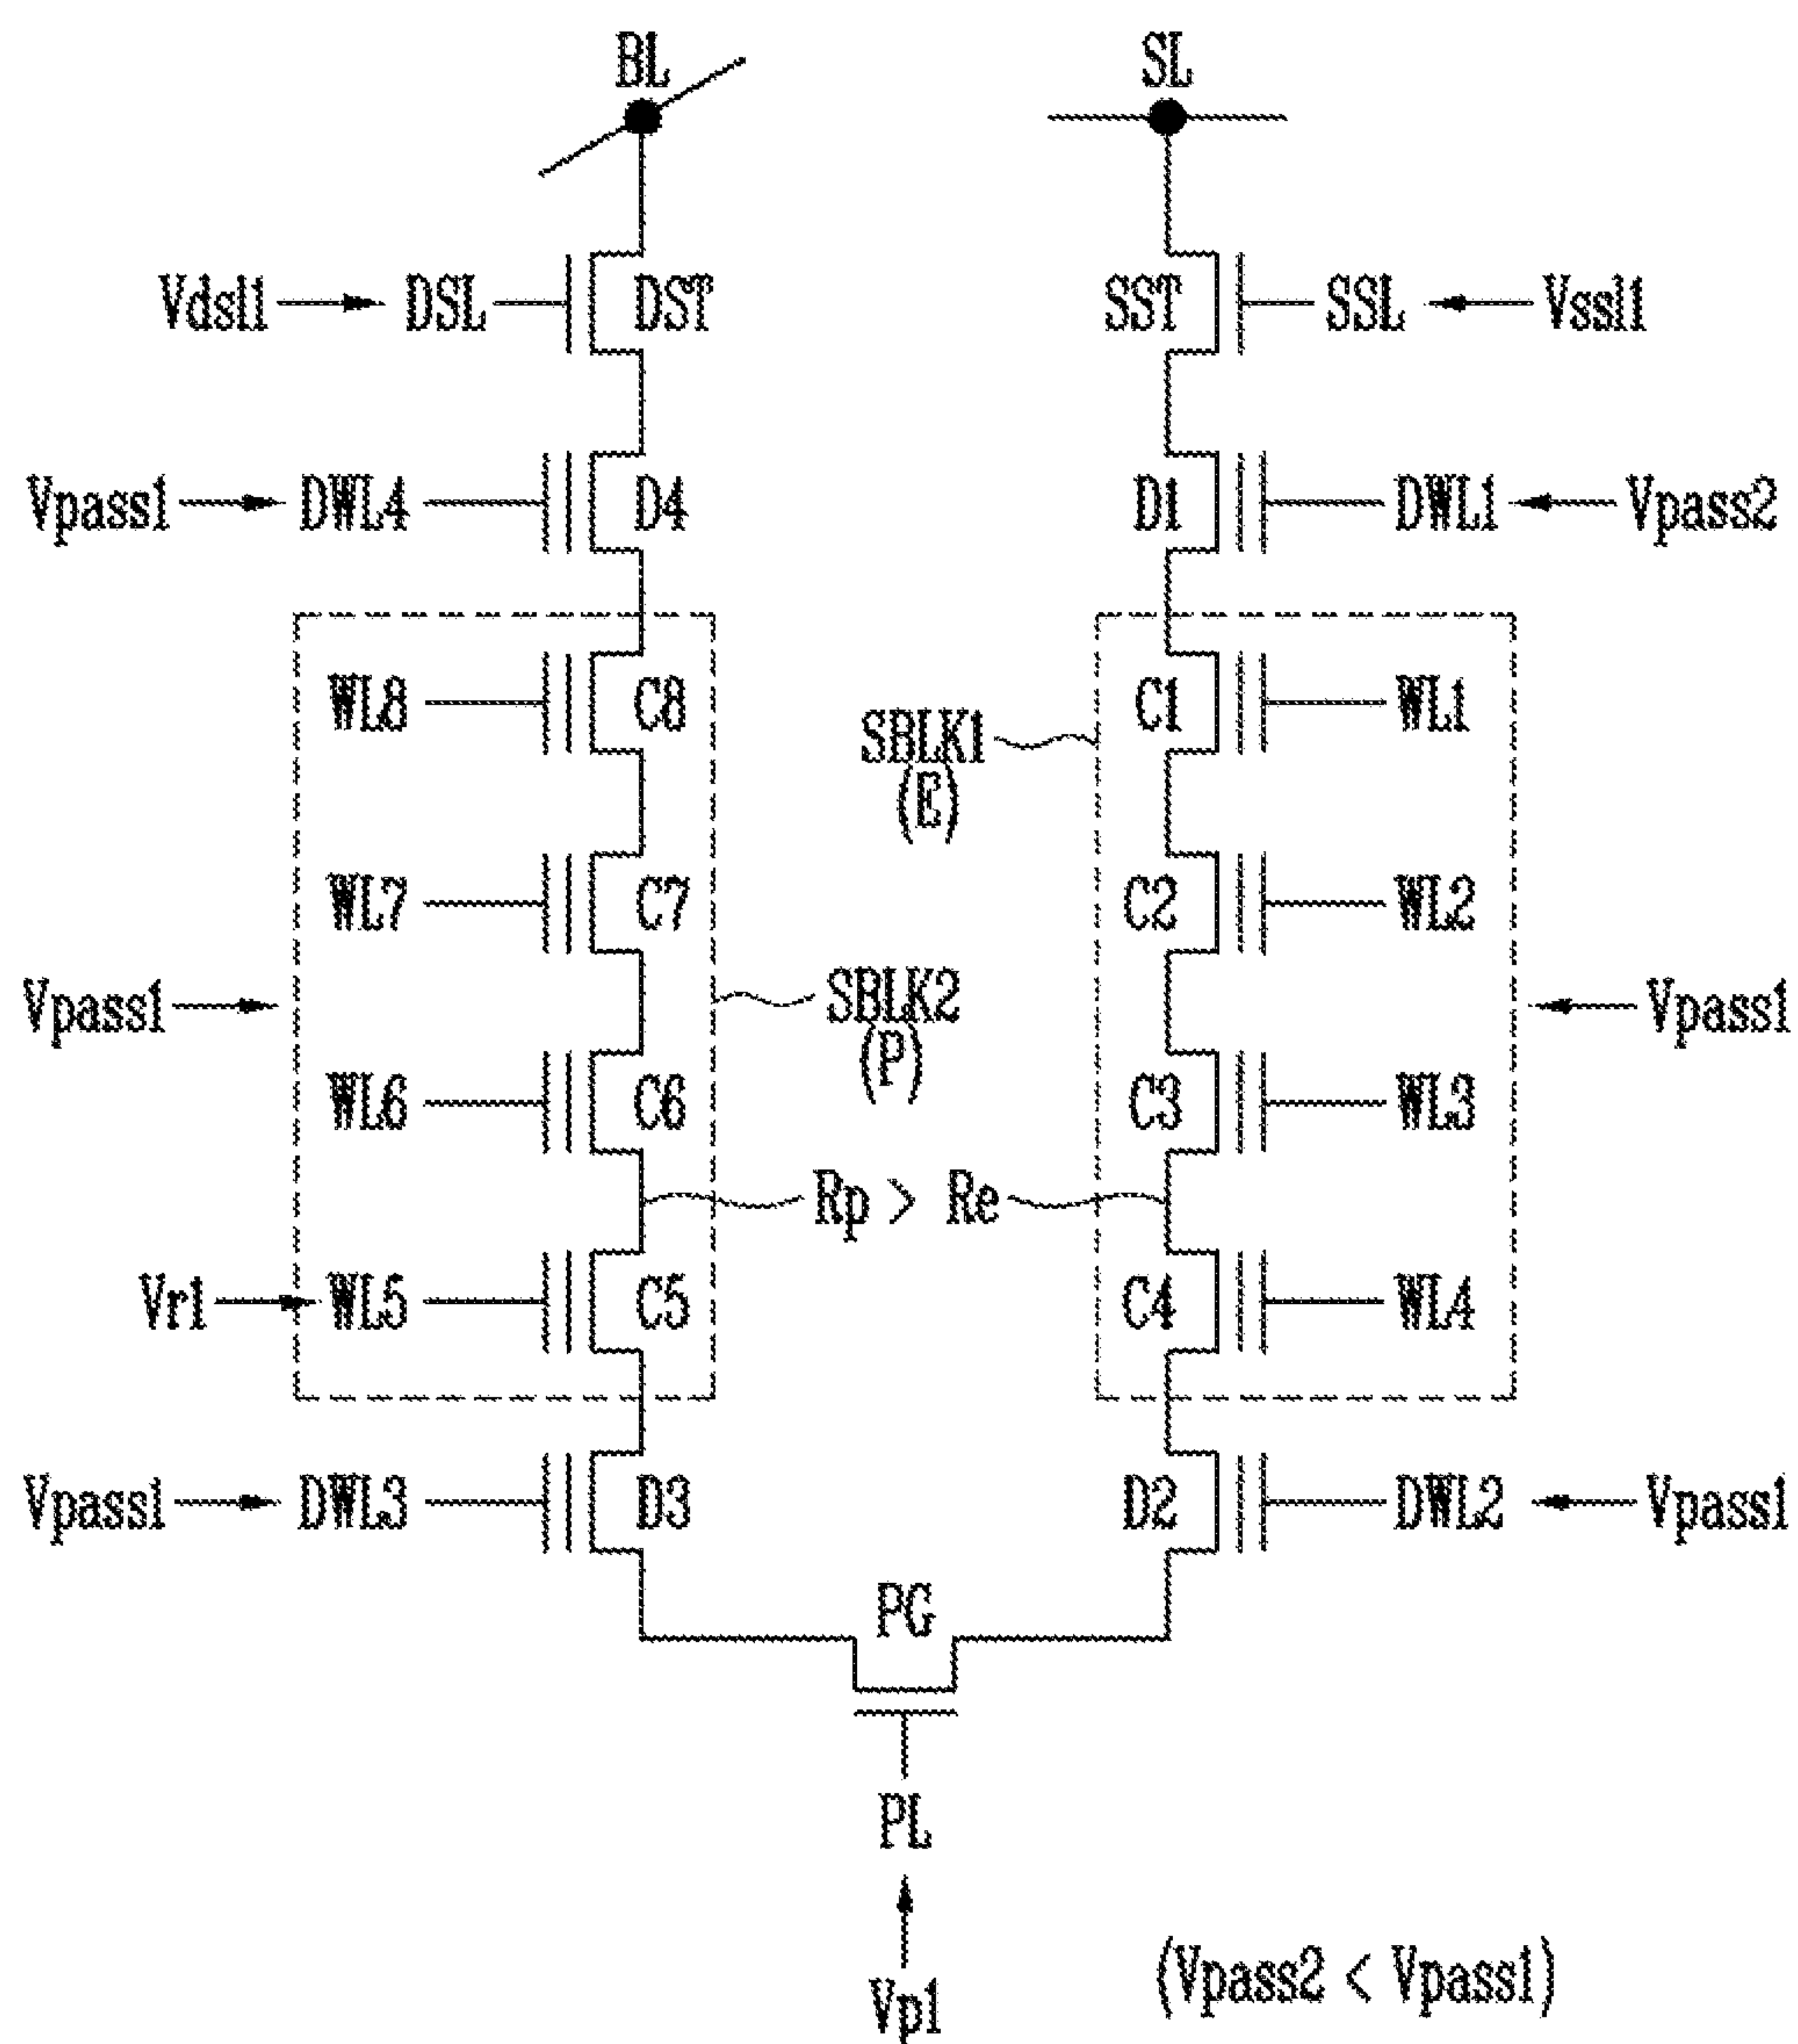 BL SL
Vdsl1 DSL DST SST SSL Vssl1
Vpass1 DWL4 D4 D1 DWL1 Vpass2
WL8 C8 C1 WL1
SBLK1
(E)
WL7 C7 C2 WL2
Vpass1 SBLK2 Vpass1
(P)
WL6 C6 C3 WL3
Rp > Re
Vr1 WL5 C5 C4 WL4
Vpass1 DWL3 D3 D2 DWL2 Vpass1
PG
PL
Vp1 (Vpass2 < Vpass1)